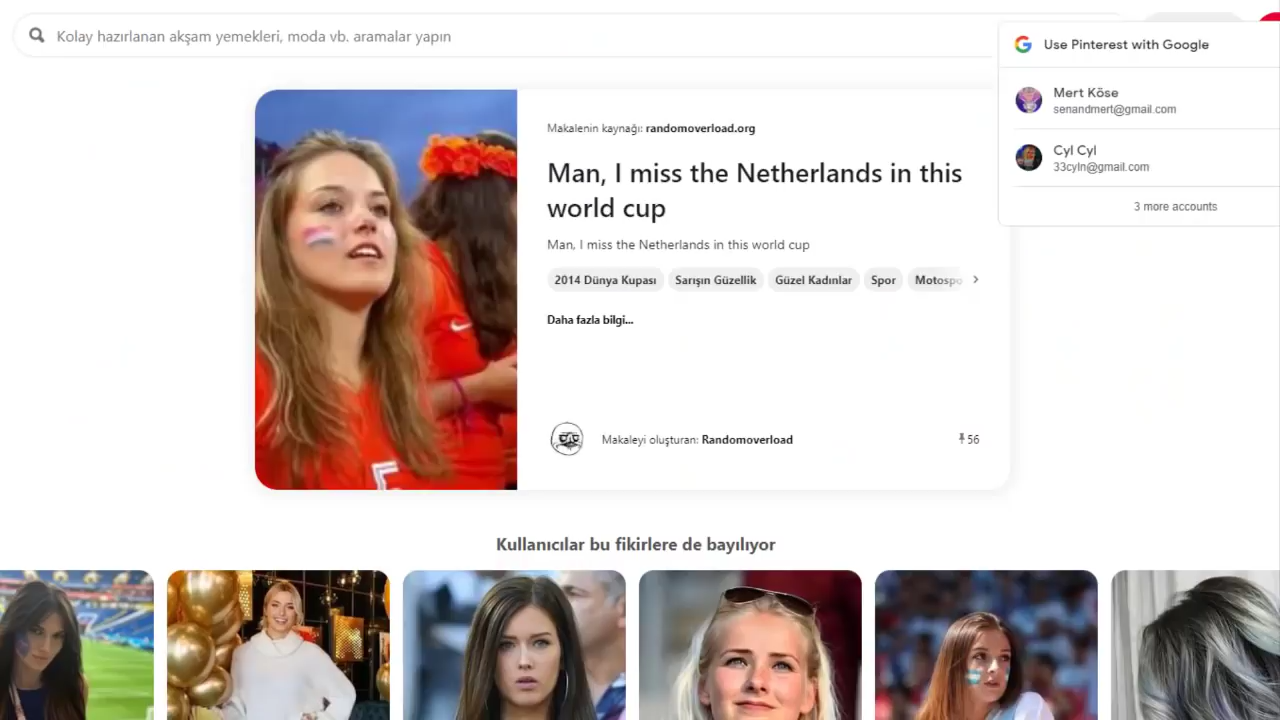 Kolay hazırlanan akşam yemekleri, moda vb. aramalar yapın
Use Pinterest with Google
Mert Köse
senandmert@gmail.com
Cyl Cyl
33cyln@gmail.com
3 more accounts
Makalenin kaynağı: randomoverload.org
Man, I miss the Netherlands in this
world cup
Man, I miss the Netherlands in this world cup
2014 Dünya Kupası Sarışın Güzellik Güzel Kadınlar Spor Motospo
Daha fazla bilgi...
Makaleyi oluşturan: Randomoverload
56
Kullanıcılar bu fikirlere de bayılıyor